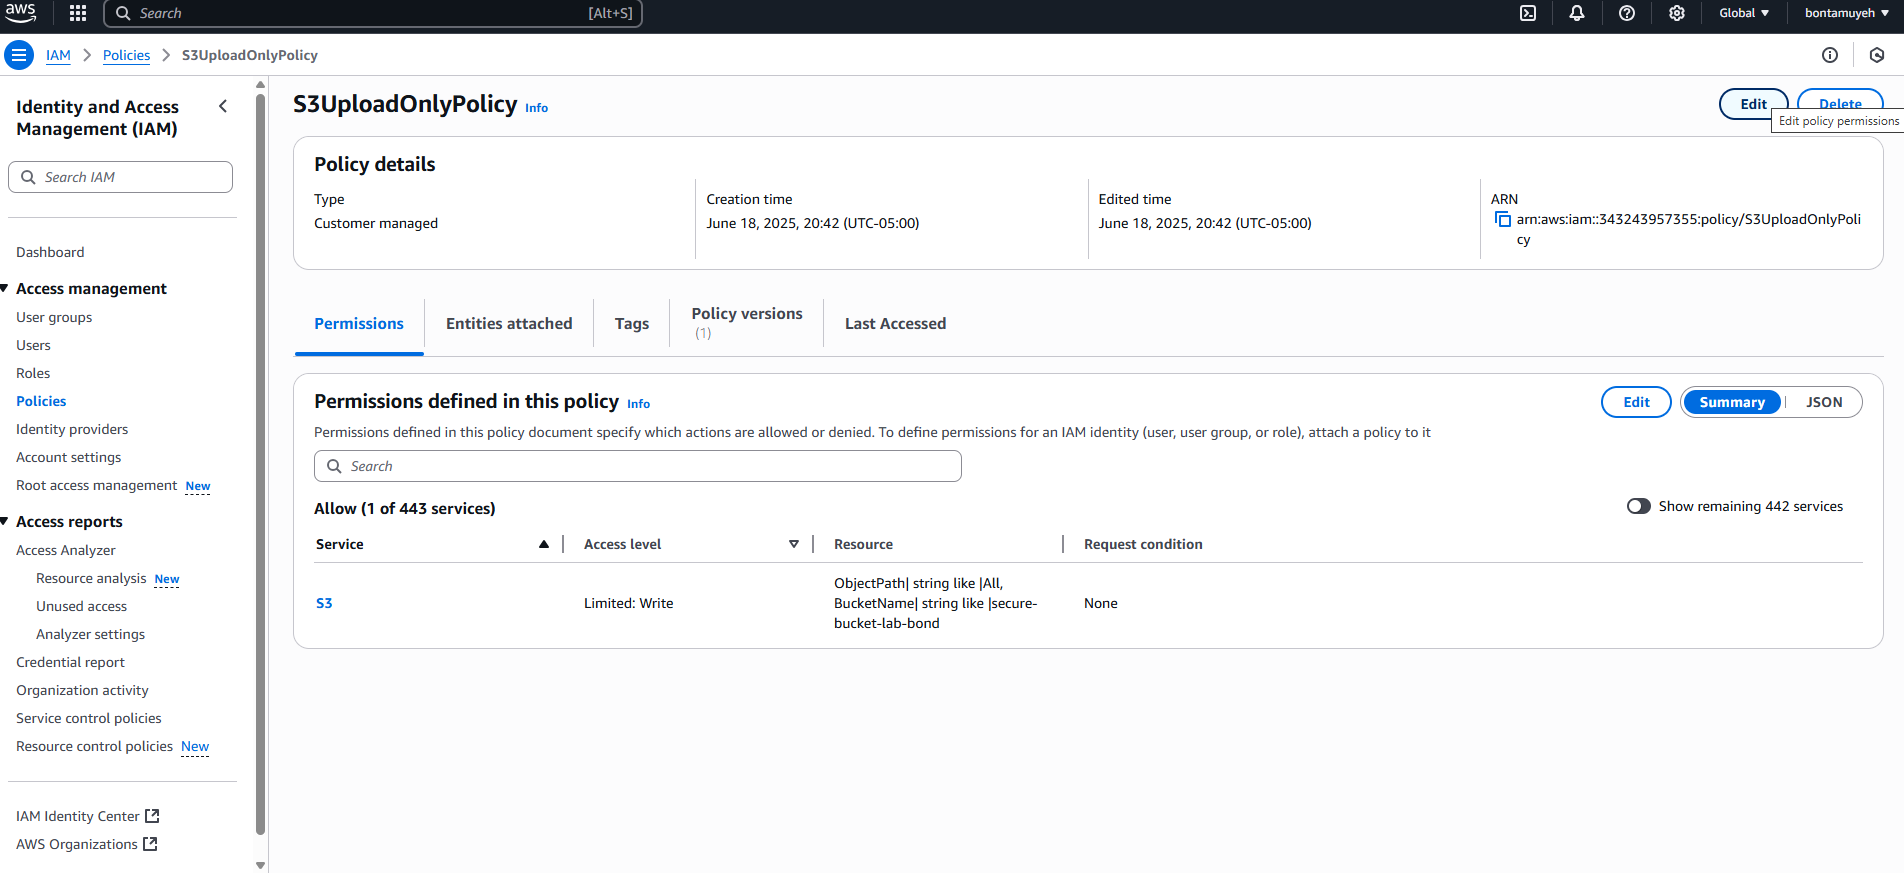 aws
Search
[Alt+S]
Global
bontamuyeh
IAM
Policies
S3UploadOnlyPolicy
Identity and Access
Management (IAM)
Search IAM
Dashboard
Access management
User groups
Users
Roles
Policies
Identity providers
Account settings
Root access management New
Access reports
Access Analyzer
Resource analysis New
Unused access
Analyzer settings
Credential report
Organization activity
Service control policies
Resource control policies New
IAM Identity Center
AWS Organizations
S3UploadOnlyPolicy Info
Edit
Delete
Edit policy permissions
Policy details
Type
Customer managed
Creation time
June 18, 2025, 20:42 (UTC-05:00)
Edited time
June 18, 2025, 20:42 (UTC-05:00)
ARN
arn:aws:iam::343243957355:policy/S3UploadOnlyPoli
cy
Permissions
Entities attached
Tags
Policy versions
(1)
Last Accessed
Permissions defined in this policy Info
Edit
Summary
JSON
Permissions defined in this policy document specify which actions are allowed or denied. To define permissions for an IAM identity (user, user group, or role), attach a policy to it
Search
Allow (1 of 443 services)
Show remaining 442 services
Service
Access level
Resource
Request condition
S3
Limited: Write
ObjectPath| string like |All,
BucketName| string like |secure-
bucket-lab-bond
None